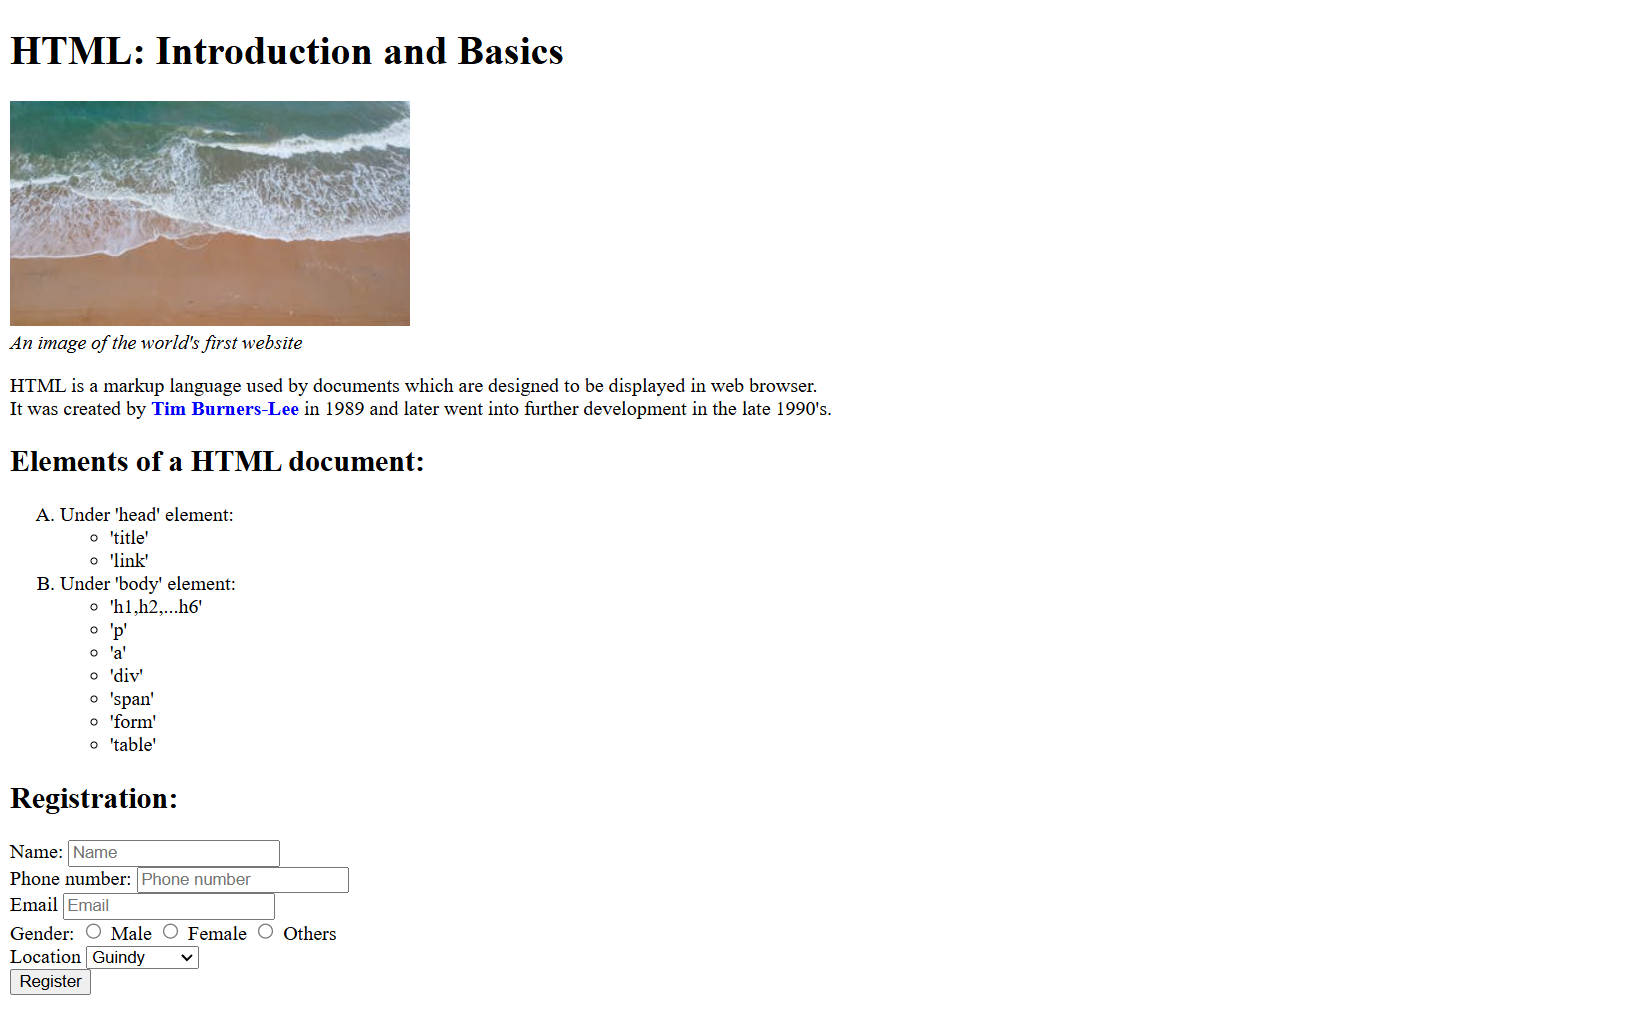 HTML: Introduction and Basics
An image of the world's first website
HTML is a markup language used by documents which are designed to be displayed in web browser.
It was created by Tim Burners-Lee in 1989 and later went into further development in the late 1990's.
Elements of a HTML document:
A. Under 'head' element:
'title'
'link'
B. Under 'body' element:
'h1,h2,...h6'
'p'
'a'
'div'
'span'
'form'
'table'
Registration:
Name: Name
Phone number: Phone number
Email Email
Gender: Male Female Others
Location Guindy
Register